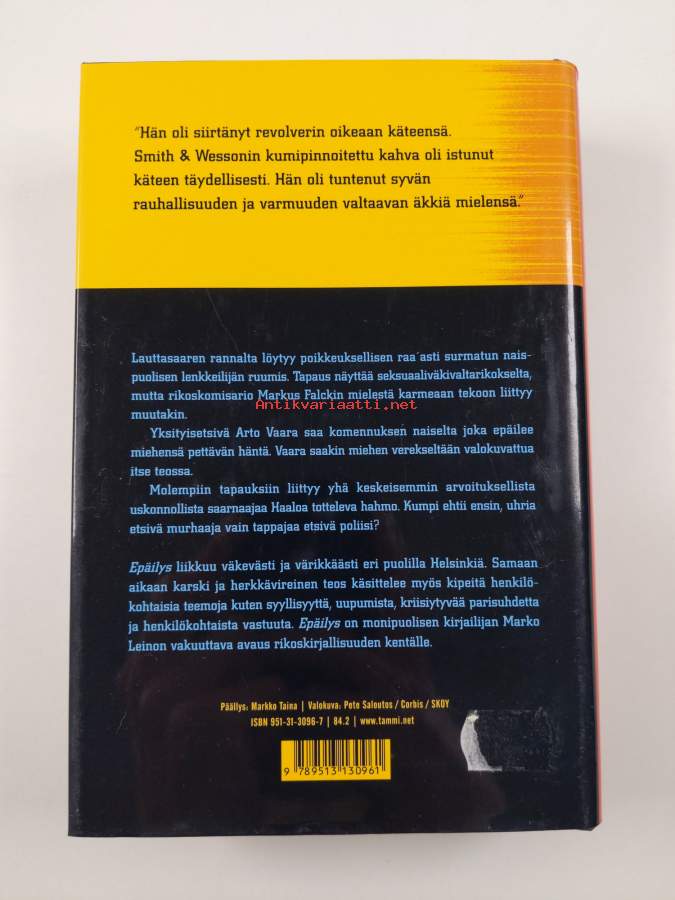 "Hän oli siirtänyt revolverin oikeaan käteensä.
Smith & Wessonin kumipinnoitettu kahva oli istunut
käteen täydellisesti. Hän oli tuntenut syvän
rauhallisuuden ja varmuuden valtaavan äkkiä mielensä."
Lauttasaaren rannalta löytyy poikkeuksellisen raa´asti surmatun nais-
puolisen lenkkeilijän ruumis. Tapaus näyttää seksuaaliväkivaltarikokselta,
mutta rikoskomisario Markus Falckin mielestä karmeaan tekoon liittyy
muutakin.
Antikvariaatti.net
Yksityisetsivä Arto Vaara saa komennuksen naiselta joka epäilee
miehensä pettävän häntä. Vaara saakin miehen verekseltään valokuvattua
itse teossa.
Molempiin tapauksiin liittyy yhä keskeisemmin arvoituksellista
uskonnollista saarnaajaa Haaloa totteleva hahmo. Kumpi ehtii ensin, uhria
etsivä murhaaja vain tappajaa etsivä poliisi?
Epäilys liikkuu väkevästi ja värikkäästi eri puolilla Helsinkiä. Samaan
aikaan karski ja herkkävireinen teos käsittelee myös kipeitä henkilö-
kohtaisia teemoja kuten syyllisyyttä, uupumista, kriisiytyvää parisuhdetta
ja henkilökohtaista vastuuta. Epäilys on monipuolisen kirjailijan Marko
Leinon vakuuttava avaus rikoskirjallisuuden kentälle.
Päällys: Markko Taina | Valokuva: Pete Saloutos / Corbis / SKOY
ISBN 951-31-3096-7 | 84.2 | www.tammi.net
9 789513 130961